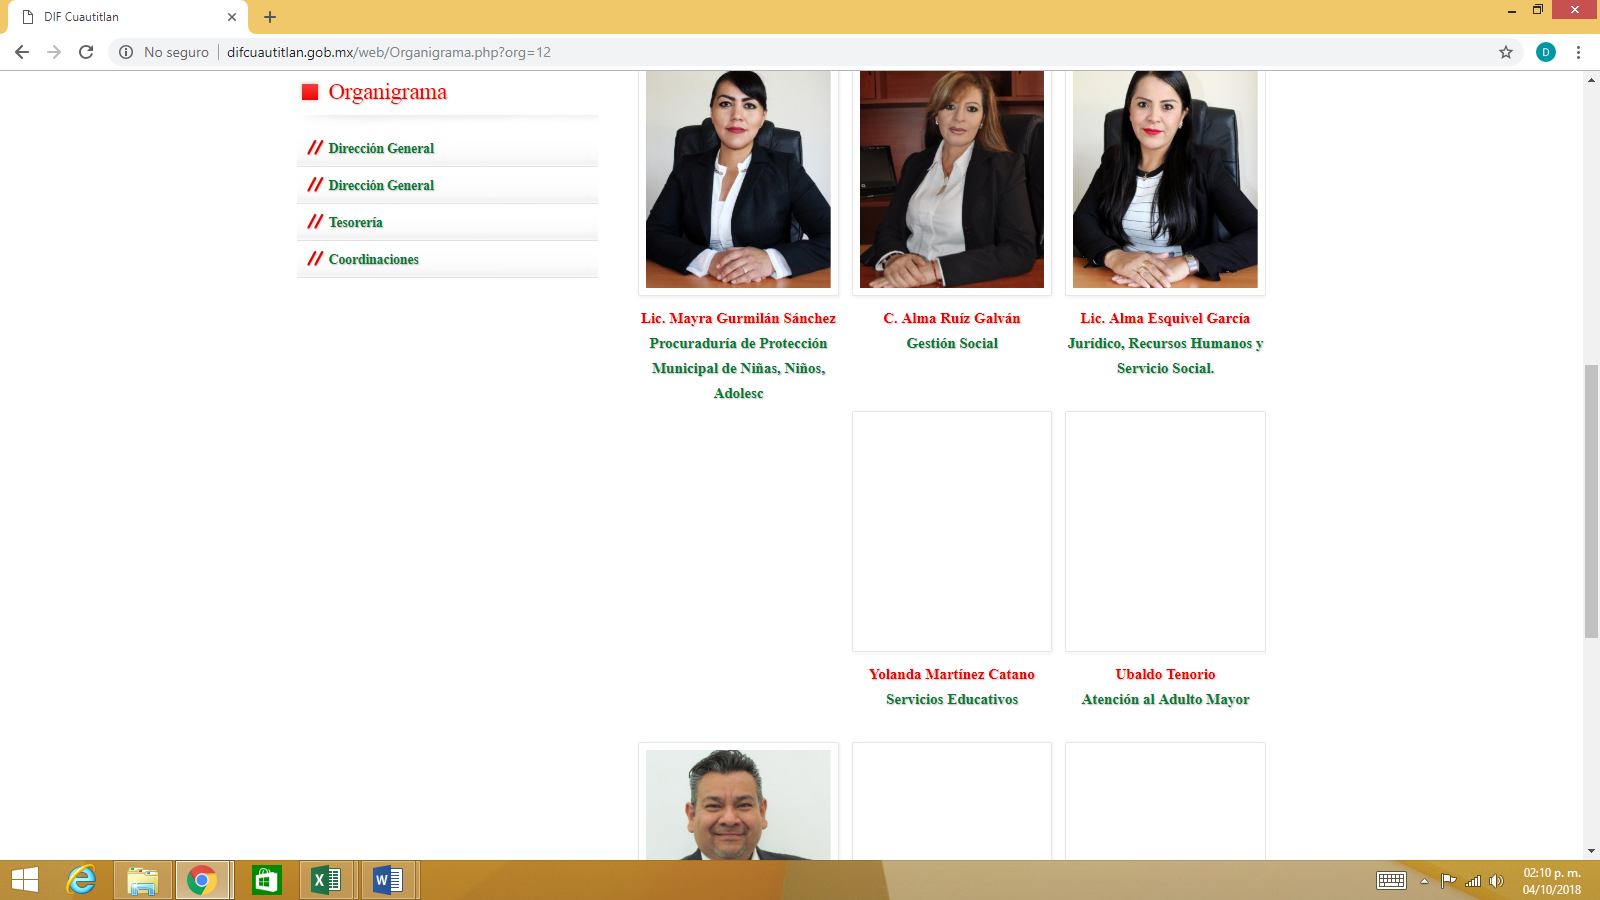 DIF Cuautitlan
No seguro
difcuautitlan.gob.mx/web/Organigrama.php?org=12
D
Organigrama
// Dirección General
// Dirección General
// Tesorería
// Coordinaciones
Lic. Mayra Gurmilán Sánchez
Procuraduría de Protección
Municipal de Niñas, Niños,
Adolesc
C. Alma Ruíz Galván
Gestión Social
Lic. Alma Esquivel García
Jurídico, Recursos Humanos y
Servicio Social.
Yolanda Martínez Catano
Servicios Educativos
Ubaldo Tenorio
Atención al Adulto Mayor
02:10 p. m.
04/10/2018